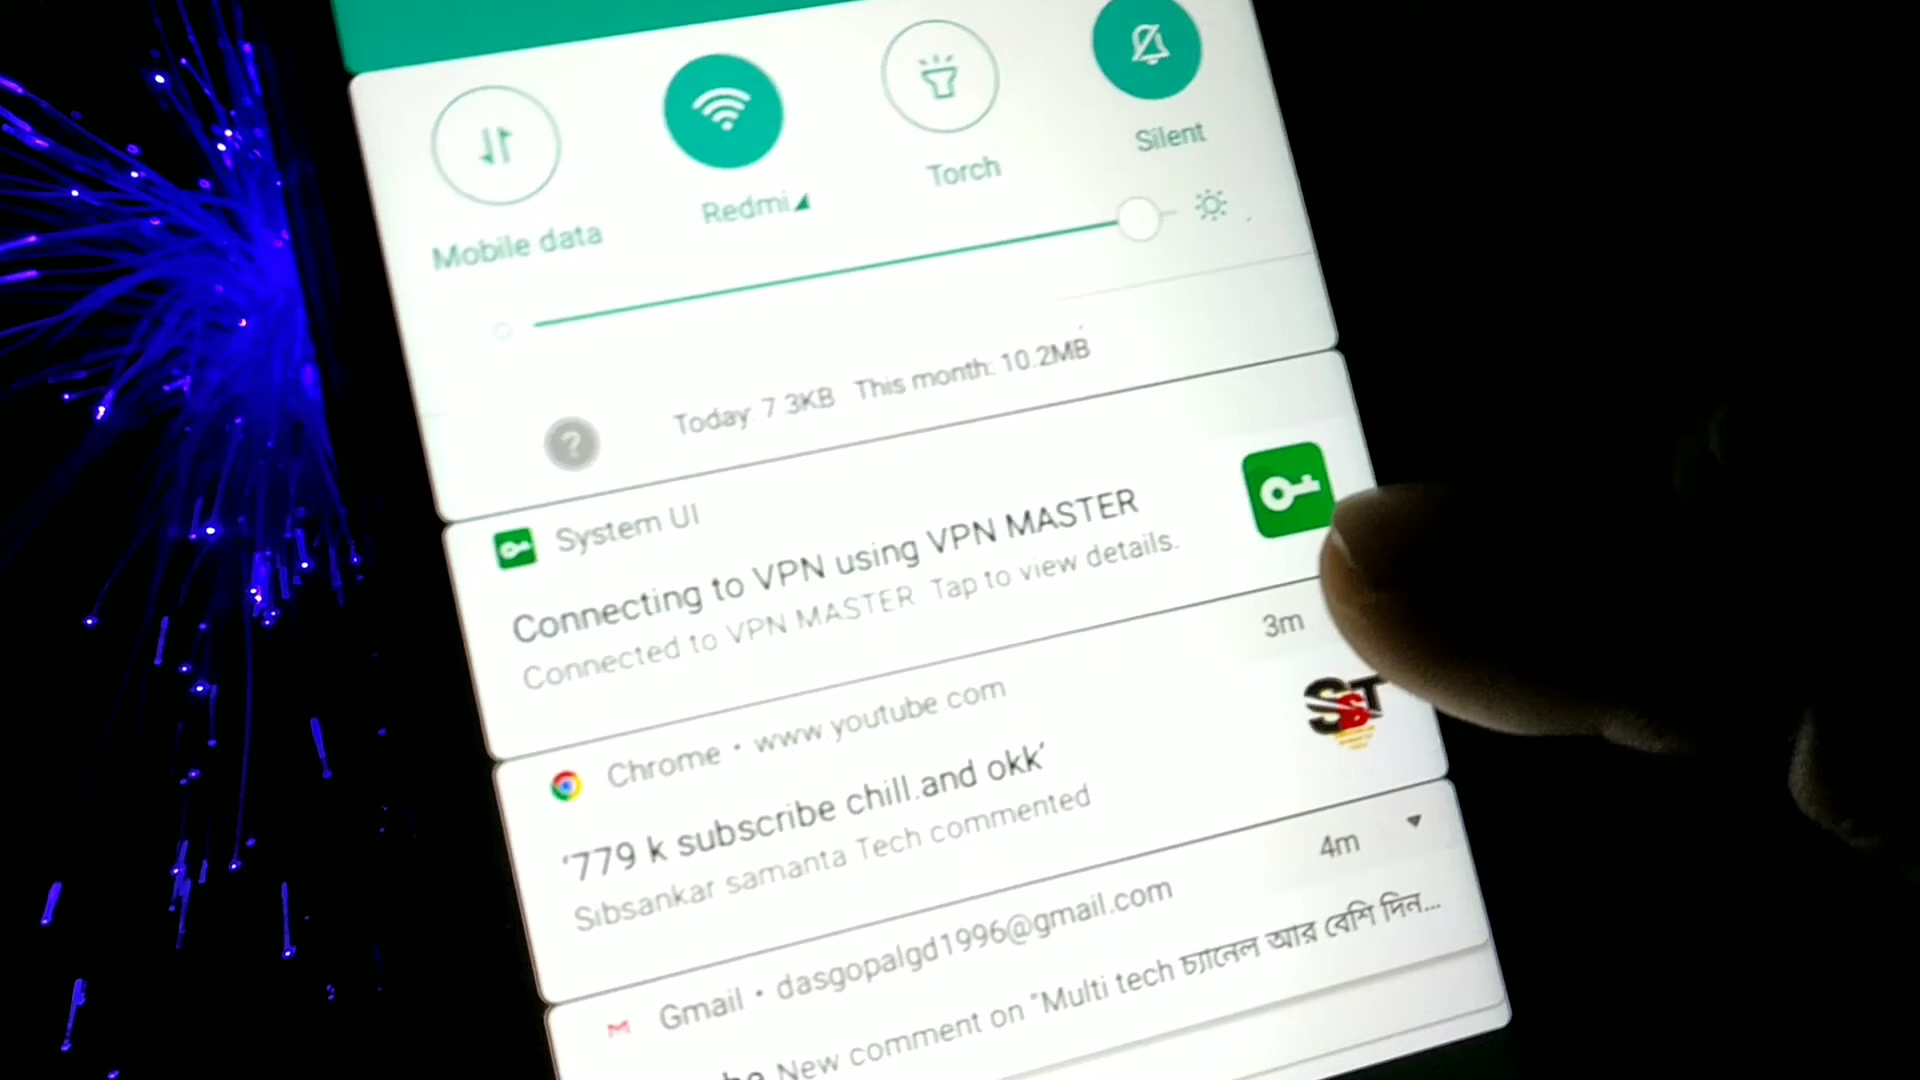 Mobile data
Redmi
Torch
Silent
Today 7.3KB This month: 10.2MB
?
System UI
Connecting to VPN using VPN MASTER
Connected to VPN MASTER Tap to view details.
3m
Chrome • www.youtube.com
'779 k subscribe chill.and okk'
Sibsankar samanta Tech commented
SBT
4m
Gmail • dasgopalgd1996@gmail.com
New comment on "Multi tech চ্যানেল আর বেশি দিন...